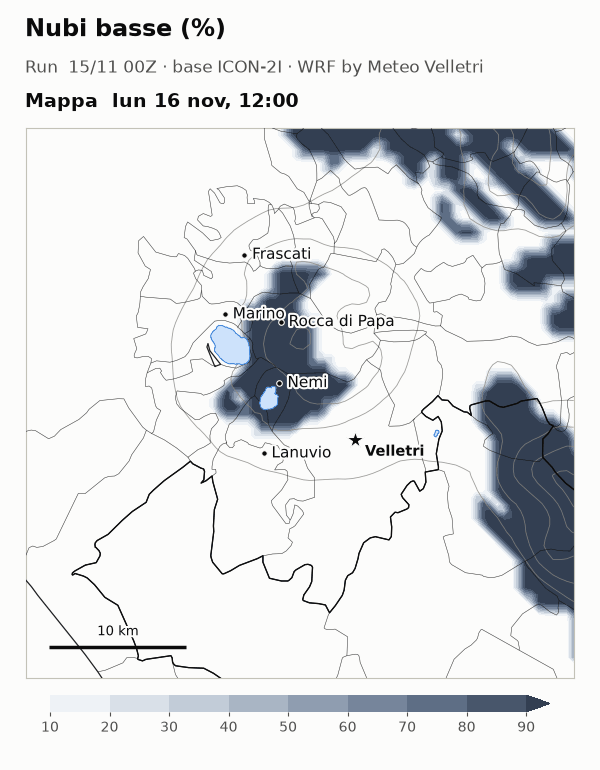 Nubi basse (%)
Run 15/11 00Z · base ICON-2I · WRF by Meteo Velletri
Mappa lun 16 nov, 12:00
Frascati
Marino
Rocca di Papa
Nemi
Velletri
Lanuvio
10 km
10 20 30 40 50 60 70 80 90